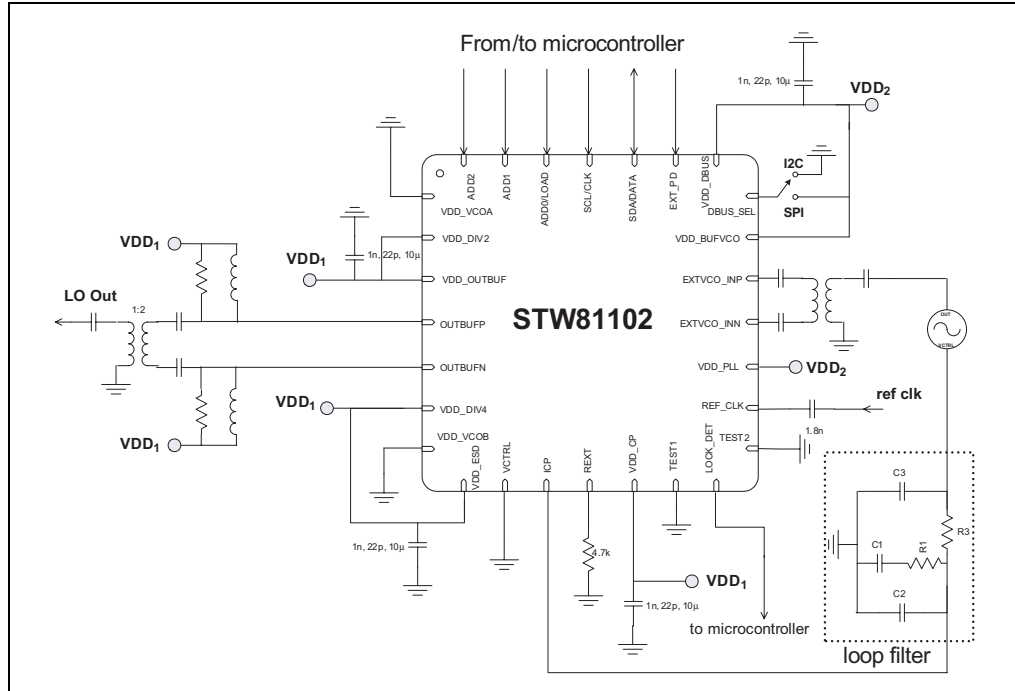 From/to microcontroller
1n, 22p, 10µ
VDD2
ADD2
ADD1
ADD0/LOAD
SCL/CLK
SDA/DATA
EXT_PD
VDD_DBUS
I2C
SPI
VDD_VCOA
DBUS_SEL
VDD1
VDD_DIV2
VDD_BUFVCO
1n, 22p, 10µ
VDD1
VDD_OUTBUF
EXTVCO_INP
LO Out
1:2
STW81102
OUTBUFP
EXTVCO_INN
OUT
VCTRL
OUTBUFN
VDD_PLL
VDD2
VDD1
VDD_DIV4
REF_CLK
ref clk
1.8n
VDD1
VDD_VCOB
TEST2
VDD_ESD
VCTRL
ICP
REXT
VDD_CP
TEST1
LOCK_DET
C3
R3
C1
R1
C2
1n, 22p, 10µ
4.7k
VDD1
1n, 22p, 10µ
to microcontroller
loop filter